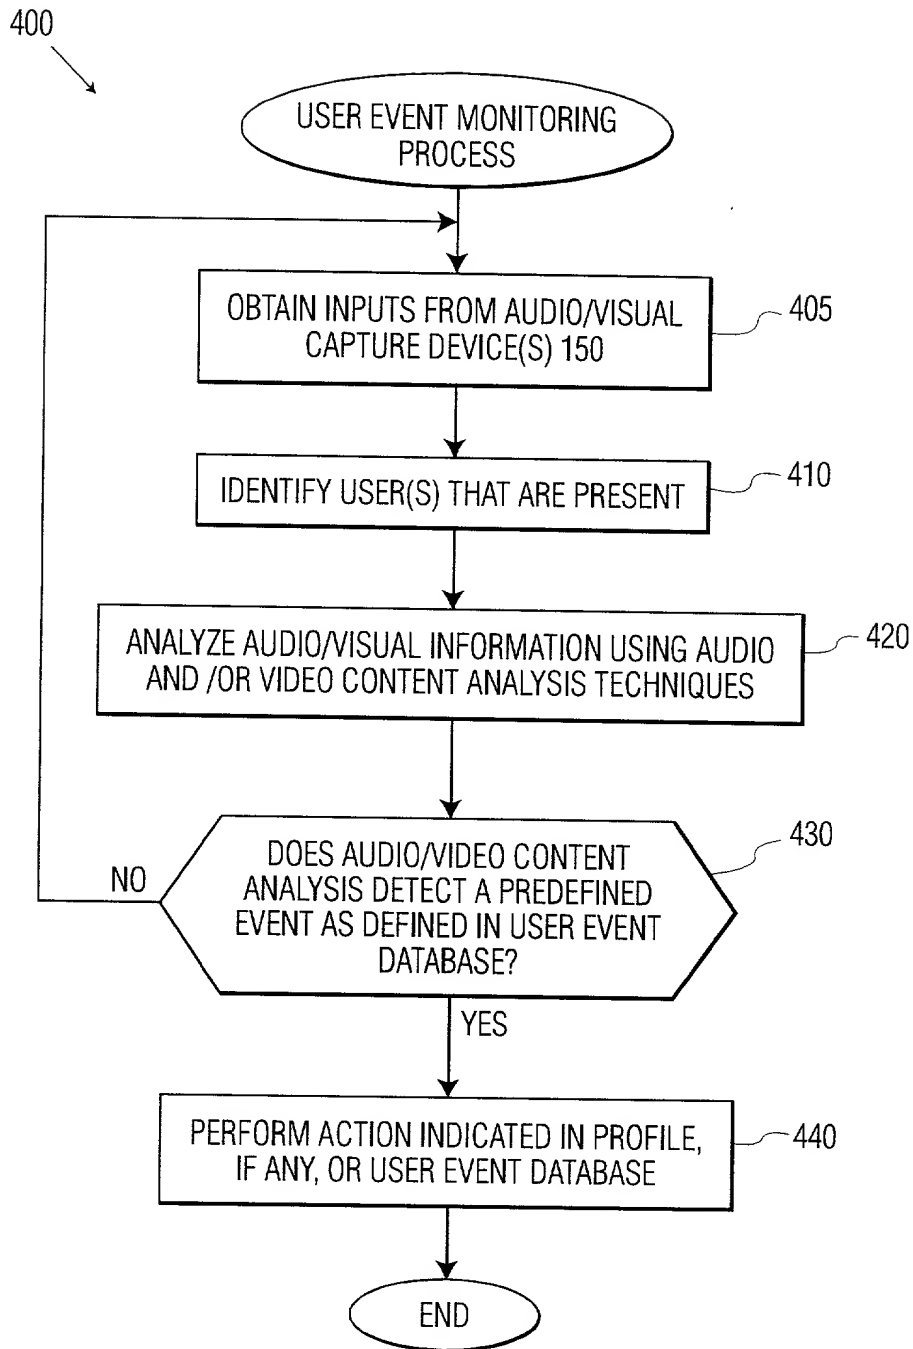 400
USER EVENT MONITORING
PROCESS
OBTAIN INPUTS FROM AUDIO/VISUAL
CAPTURE DEVICE(S) 150
405
IDENTIFY USER(S) THAT ARE PRESENT
410
ANALYZE AUDIO/VISUAL INFORMATION USING AUDIO
AND /OR VIDEO CONTENT ANALYSIS TECHNIQUES
420
DOES AUDIO/VIDEO CONTENT
ANALYSIS DETECT A PREDEFINED
EVENT AS DEFINED IN USER EVENT
DATABASE?
430
NO
YES
PERFORM ACTION INDICATED IN PROFILE,
IF ANY, OR USER EVENT DATABASE
440
END